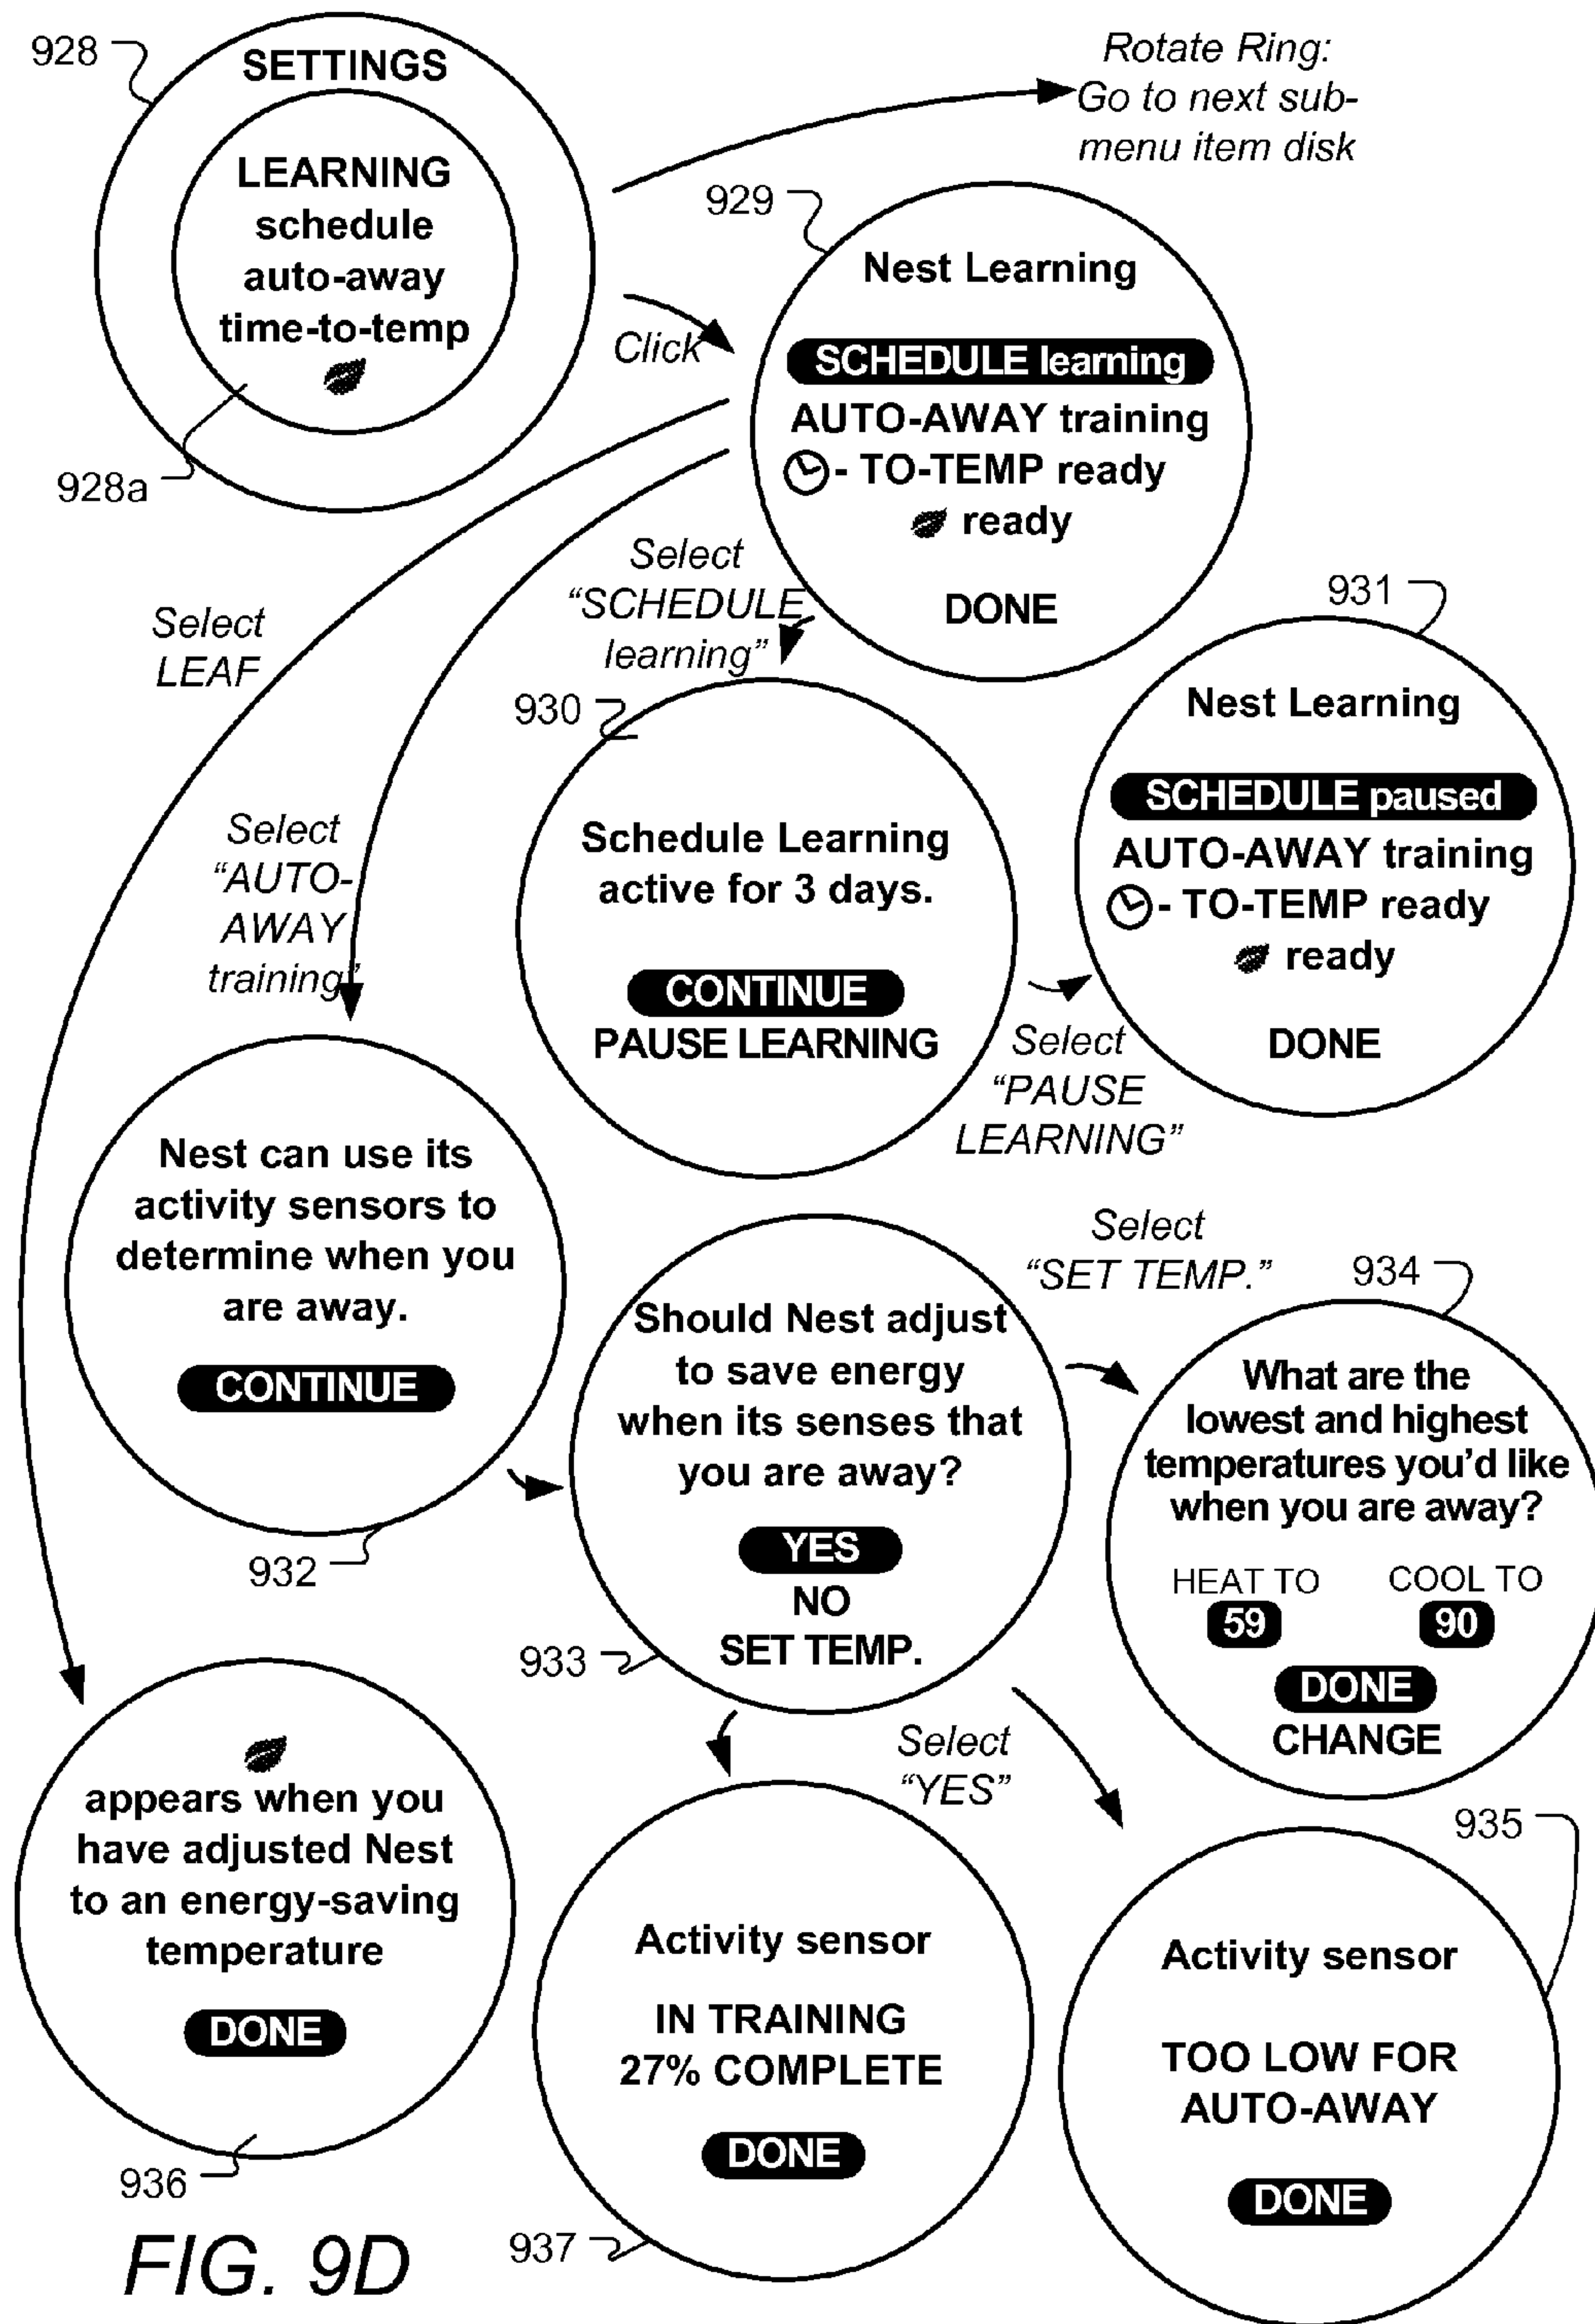 928
SETTINGS
LEARNING
schedule
auto-away
time-to-temp
928a
Rotate Ring:
Go to next sub-
menu item disk
Click
929
Nest Learning
SCHEDULE learning
AUTO-AWAY training
- TO-TEMP ready
ready
DONE
Select
LEAF
Select
"AUTO-
AWAY
training"
Select
“SCHEDULE
learning”
930
Schedule Learning
active for 3 days.
CONTINUE
PAUSE LEARNING
Select
“PAUSE
LEARNING”
931
Nest Learning
SCHEDULE paused
AUTO-AWAY training
- TO-TEMP ready
ready
DONE
Nest can use its
activity sensors to
determine when you
are away.
CONTINUE
932
Should Nest adjust
to save energy
when its senses that
you are away?
YES
NO
SET TEMP.
933
Select
“SET TEMP.”
934
What are the
lowest and highest
temperatures you’d like
when you are away?
HEAT TO COOL TO
59 90
DONE
CHANGE
Select
“YES”
appears when you
have adjusted Nest
to an energy-saving
temperature
DONE
936
Activity sensor
IN TRAINING
27% COMPLETE
DONE
937
935
Activity sensor
TOO LOW FOR
AUTO-AWAY
DONE
FIG. 9D